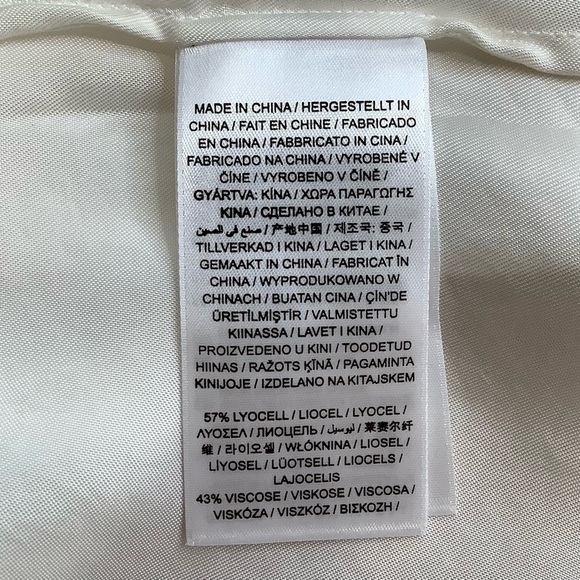 MADE IN CHINA / HERGESTELLT IN
CHINA / FAIT EN CHINE / FABRICADO
EN CHINA / FABBRICATO IN CINA /
FABRICADO NA CHINA / VYROBENÉ V
ČÍNE / VYROBENO V ČÍNĚ /
GYÁRTVA: KÍNA / ΧΩΡΑ ΠΑΡΑΓΩΓΗΣ
ΚΙΝΑ / СДЕЛАНО В КИТАЕ /
صنع في الصين / 产地中国 / 제조국: 중국 /
TILLVERKAD I KINA / LAGET I KINA /
GEMAAKT IN CHINA / FABRICAT ÎN
CHINA / WYPRODUKOWANO W
CHINACH / BUATAN CINA / ÇİN'DE
ÜRETİLMİŞTİR / VALMISTETTU
KIINASSA / LAVET I KINA /
PROIZVEDENO U KINI / TOODETUD
HIINAS / RAŽOTS ĶĪNĀ / PAGAMINTA
KINIJOJE / IZDELANO NA KITAJSKEM
57% LYOCELL / LIOCEL / LYOCEL /
ΛΥΟΣΕΛ / ЛИОЦЕЛЬ / ليوسيل / 莱赛尔纤
维 / 라이오셀 / WŁÓKNINA / LIOSEL /
LİYOSEL / LÜOTSELL / LIOCELS /
LAJOCELIS
43% VISCOSE / VISKOSE / VISCOSA /
VISKÓZA / VISZKÓZ / ΒΙΣΚΟΖΗ /